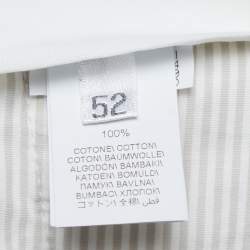 52
100%
COTONE\ COTTON\
COTON\ BAUMWOLLE\
ALGODÓN\ BAMBAKI\
KATOEN\ BOMULD\
ПАМУК\ BAVLNA\
BUMBAC\ ХЛОПОК\
コットン\ 全棉\ قطن